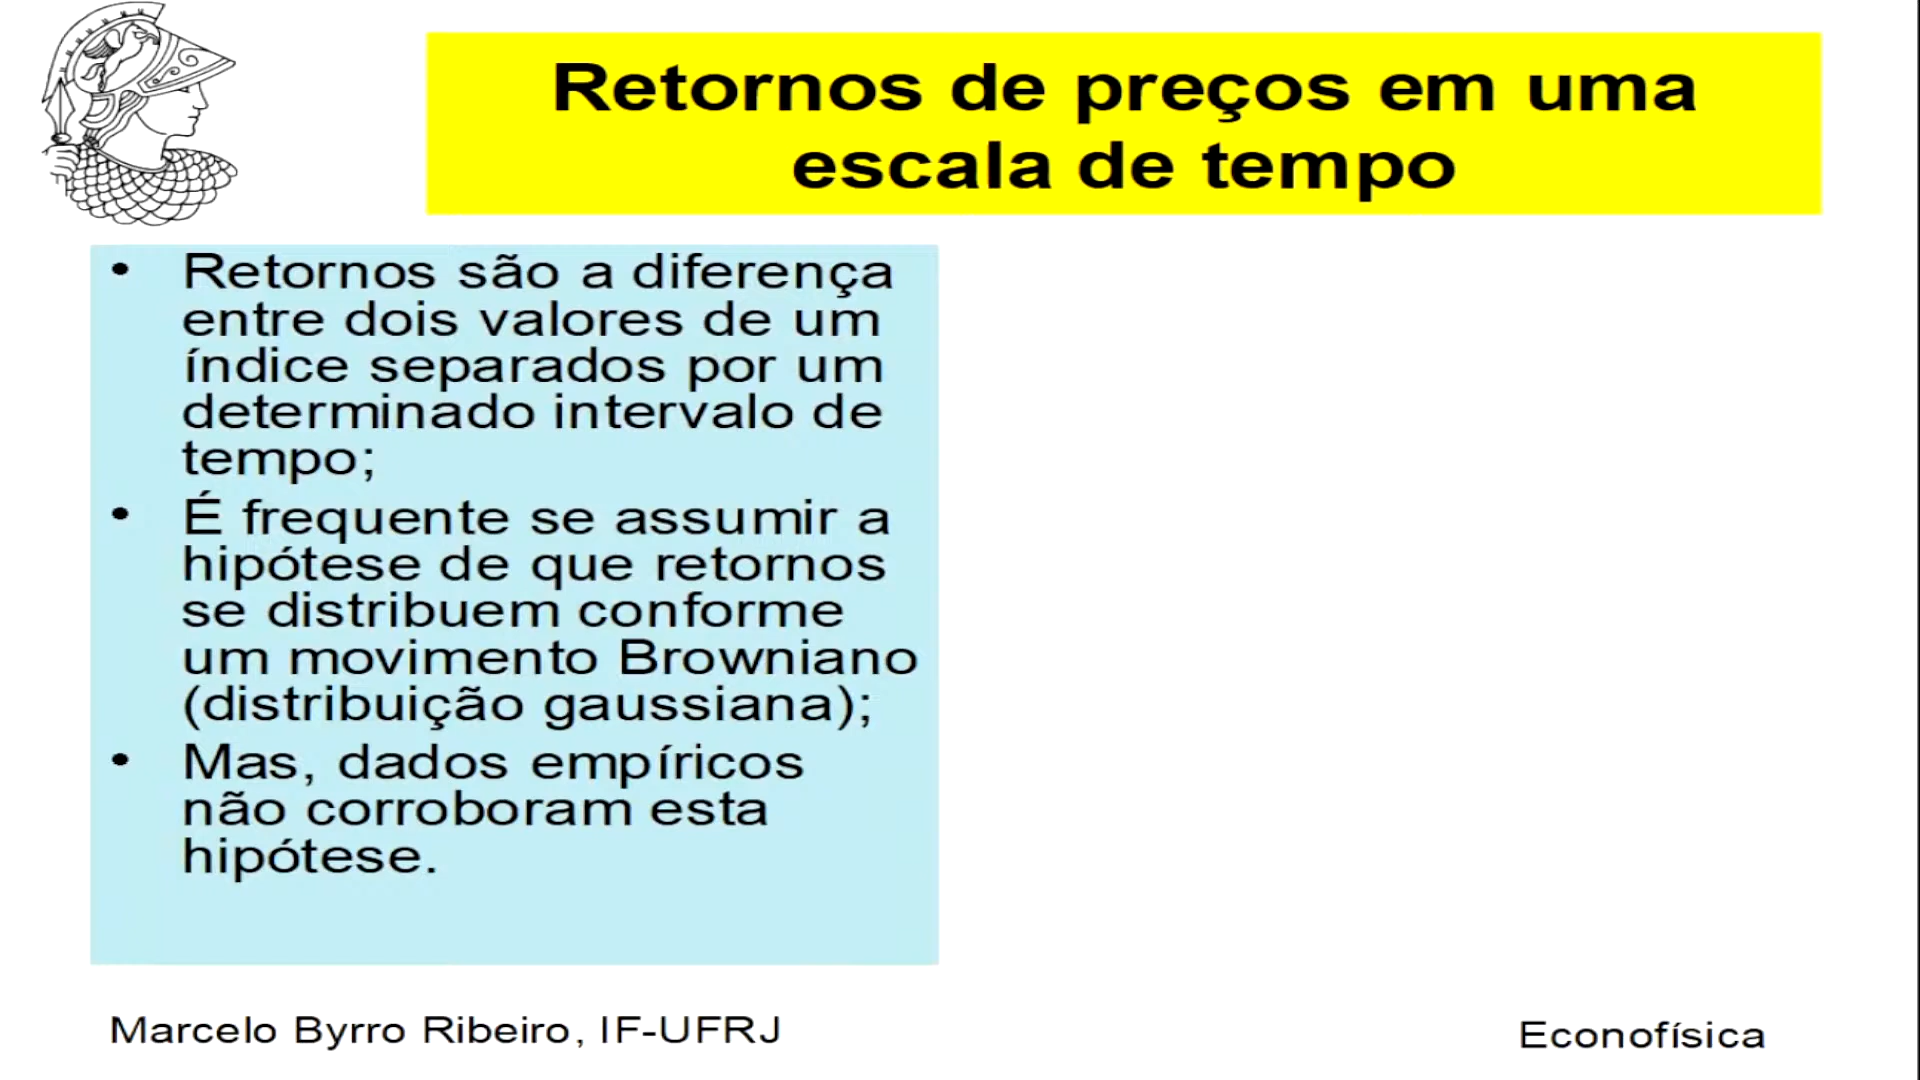 Retornos de preços em uma
escala de tempo
• Retornos são a diferença
entre dois valores de um
índice separados por um
determinado intervalo de
tempo;
• É frequente se assumir a
hipótese de que retornos
se distribuem conforme
um movimento Browniano
(distribuição gaussiana);
• Mas, dados empíricos
não corroboram esta
hipótese.
Marcelo Byrro Ribeiro, IF-UFRJ
Econofísica